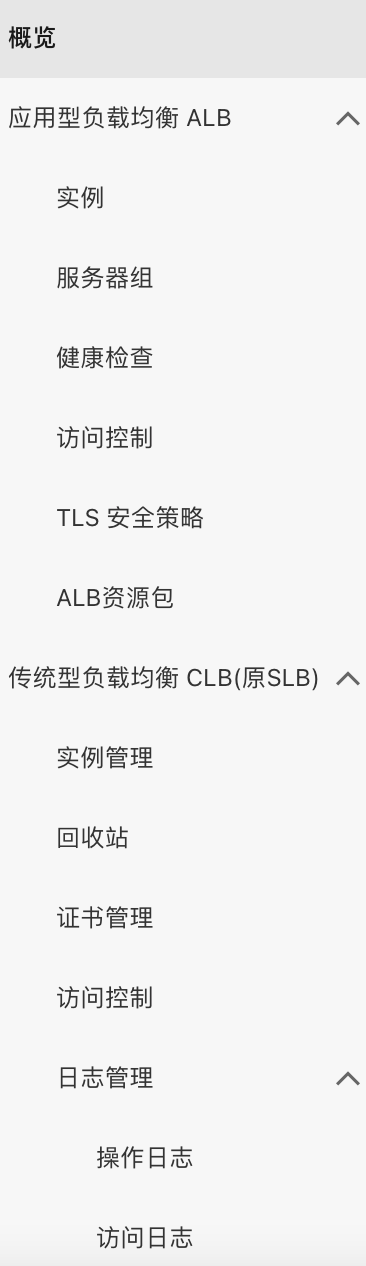 概览
应用型负载均衡 ALB
实例
服务器组
健康检查
访问控制
TLS 安全策略
ALB资源包
传统型负载均衡 CLB(原SLB)
实例管理
回收站
证书管理
访问控制
日志管理
操作日志
访问日志